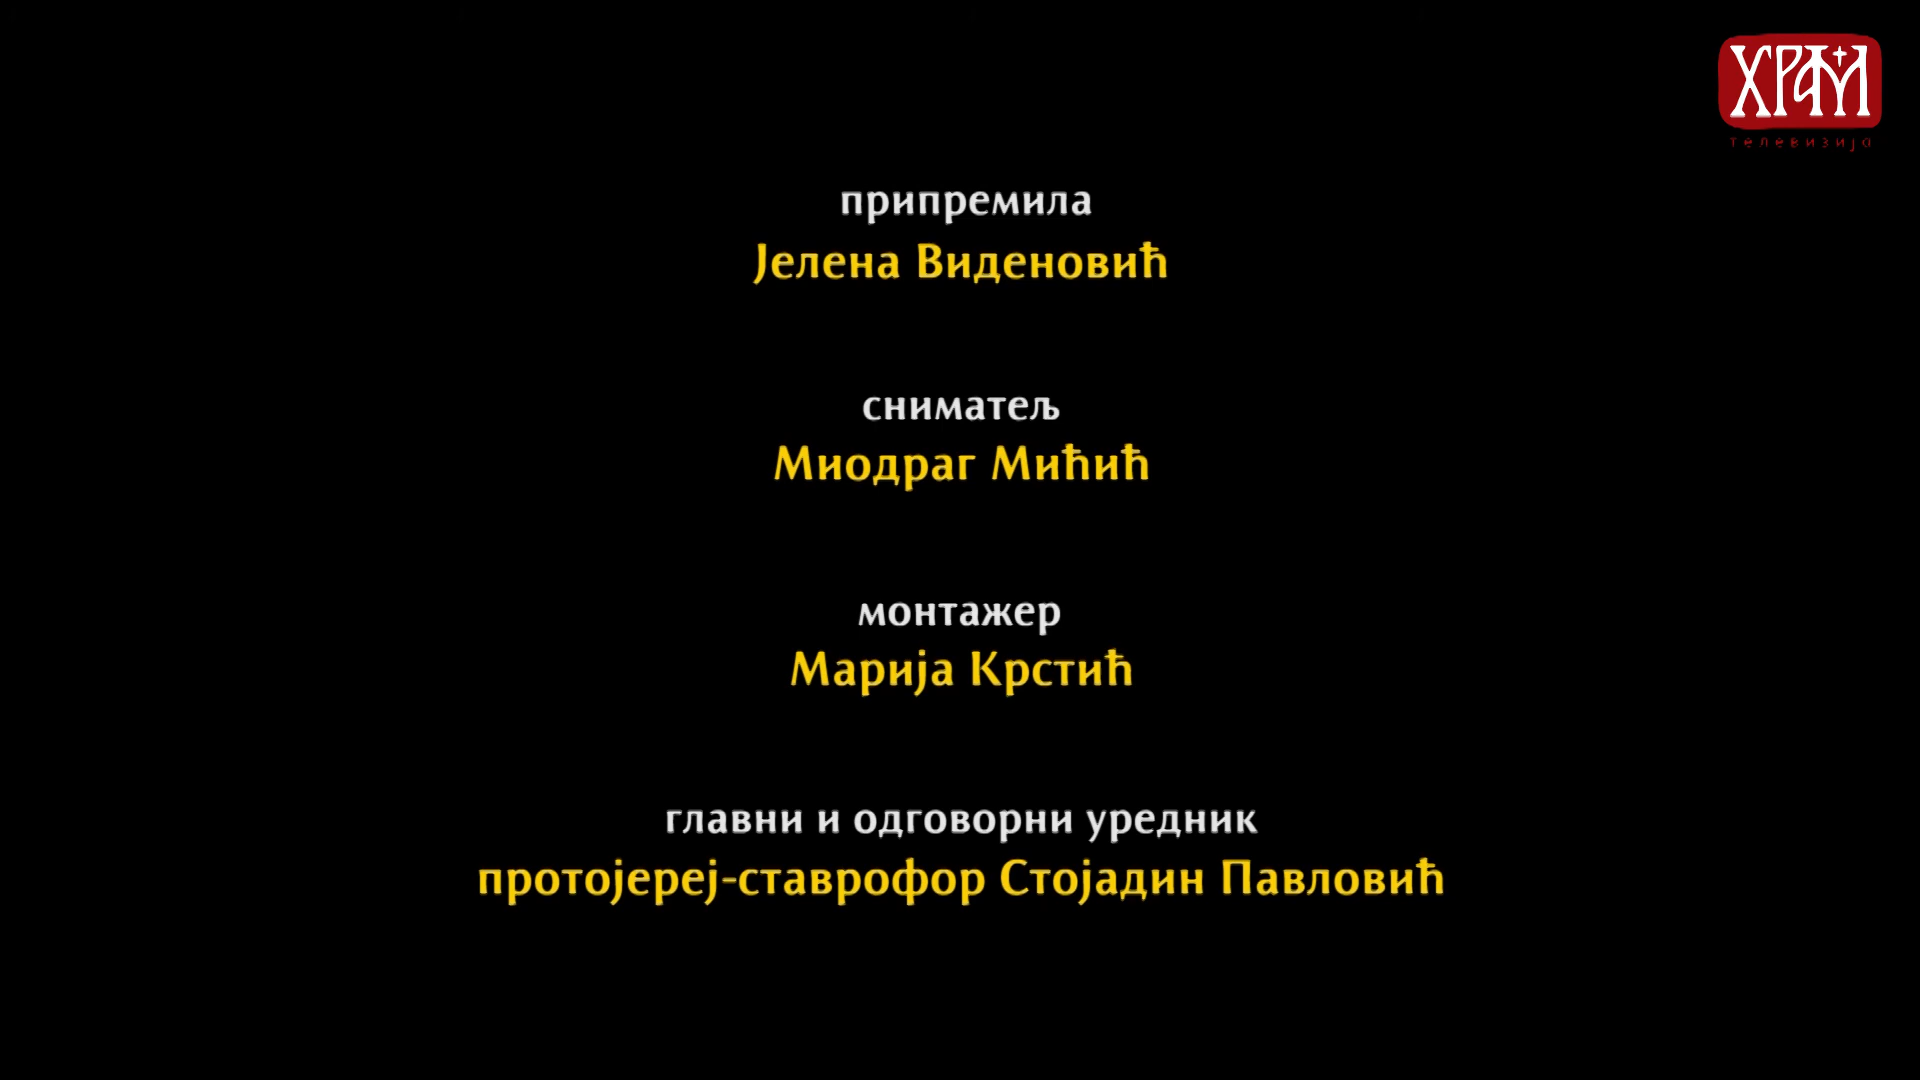 ХРАМ
телевизија
припремила
Јелена Виденовић
сниматељ
Миодраг Мићић
монтажер
Марија Крстић
главни и одговорни уредник
протојереј-ставрофор Стојадин Павловић